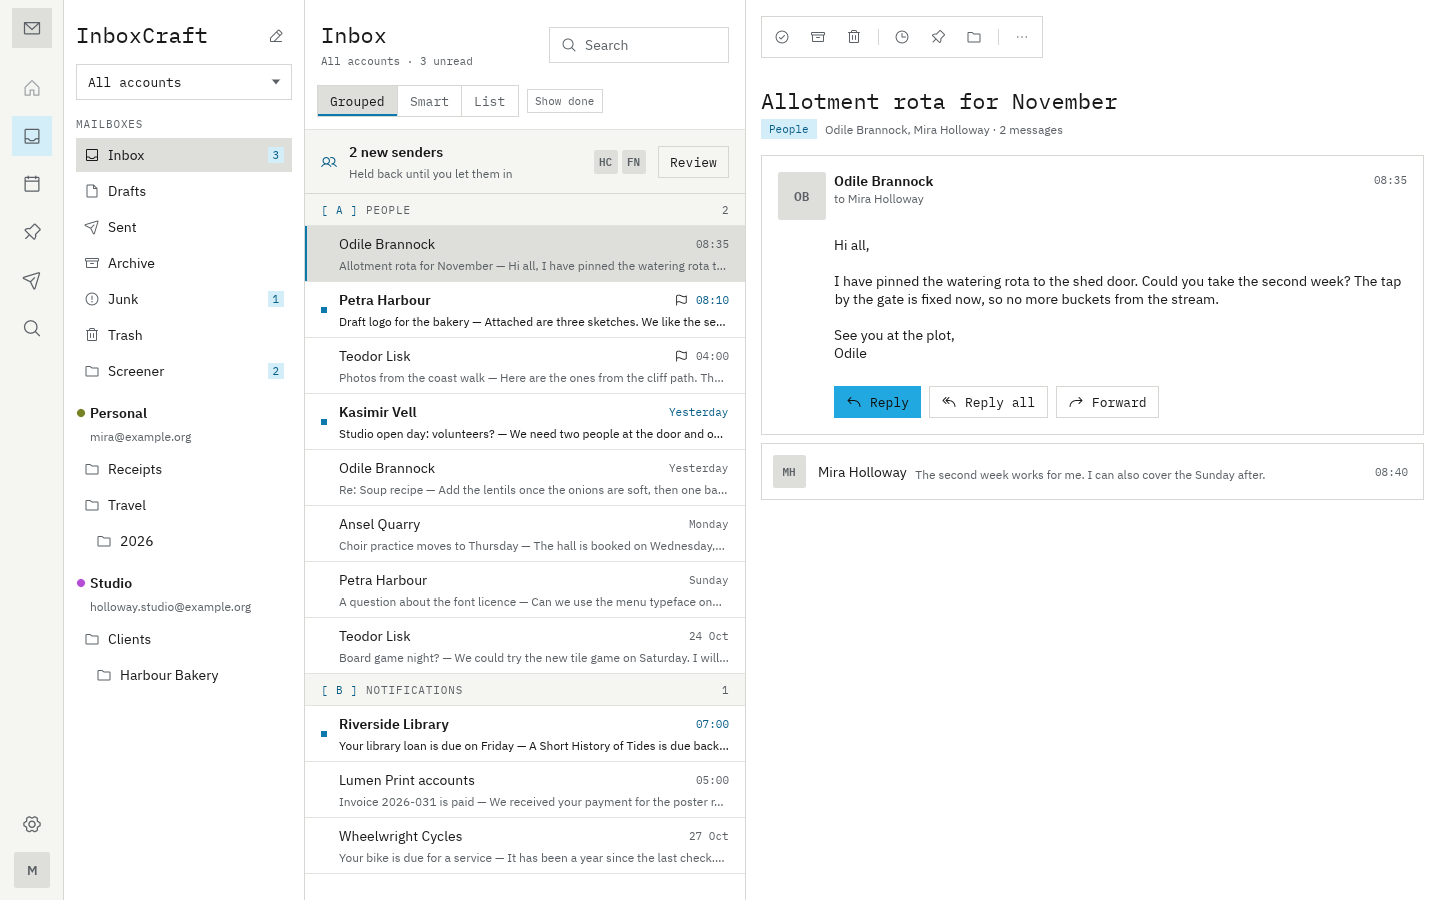 InboxCraft
All accounts
MAILBOXES
Inbox 3
Drafts
Sent
Archive
Junk 1
Trash
Screener 2
Personal
mira@example.org
Receipts
Travel
2026
Studio
holloway.studio@example.org
Clients
Harbour Bakery
M
Inbox
All accounts · 3 unread
Search
Grouped Smart List Show done
2 new senders
Held back until you let them in
HC FN Review
[ A ] PEOPLE 2
Odile Brannock 08:35
Allotment rota for November — Hi all, I have pinned the watering rota t…
Petra Harbour 08:10
Draft logo for the bakery — Attached are three sketches. We like the se…
Teodor Lisk 04:00
Photos from the coast walk — Here are the ones from the cliff path. Th…
Kasimir Vell Yesterday
Studio open day: volunteers? — We need two people at the door and o…
Odile Brannock Yesterday
Re: Soup recipe — Add the lentils once the onions are soft, then one ba…
Ansel Quarry Monday
Choir practice moves to Thursday — The hall is booked on Wednesday,…
Petra Harbour Sunday
A question about the font licence — Can we use the menu typeface on…
Teodor Lisk 24 Oct
Board game night? — We could try the new tile game on Saturday. I will…
[ B ] NOTIFICATIONS 1
Riverside Library 07:00
Your library loan is due on Friday — A Short History of Tides is due back…
Lumen Print accounts 05:00
Invoice 2026-031 is paid — We received your payment for the poster r…
Wheelwright Cycles 27 Oct
Your bike is due for a service — It has been a year since the last check.…
Allotment rota for November
People Odile Brannock, Mira Holloway · 2 messages
OB
Odile Brannock 08:35
to Mira Holloway
Hi all,
I have pinned the watering rota to the shed door. Could you take the second week? The tap
by the gate is fixed now, so no more buckets from the stream.
See you at the plot,
Odile
Reply Reply all Forward
MH Mira Holloway The second week works for me. I can also cover the Sunday after. 08:40